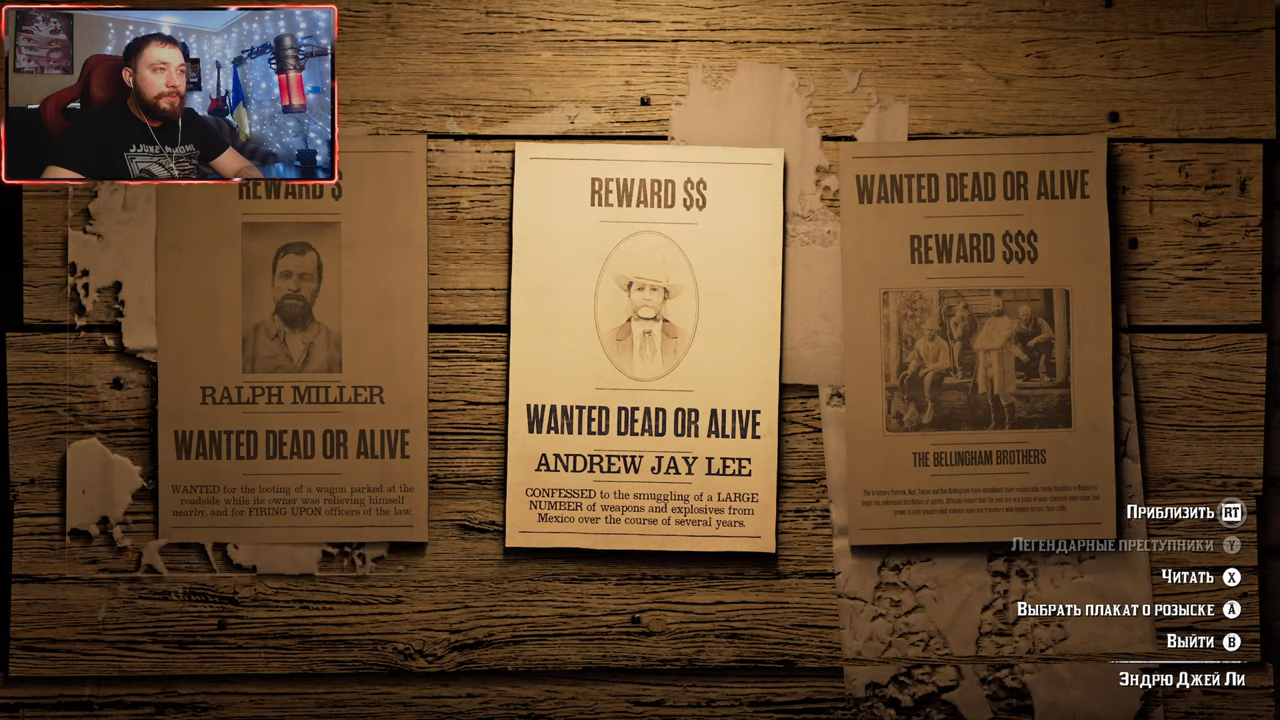 REWARD $
RALPH MILLER
WANTED DEAD OR ALIVE
WANTED for the looting of a wagon parked at the
roadside while its owner was relieving himself
nearby, and for FIRING UPON officers of the law.
REWARD $$
WANTED DEAD OR ALIVE
ANDREW JAY LEE
CONFESSED to the smuggling of a LARGE
NUMBER of weapons and explosives from
Mexico over the course of several years.
WANTED DEAD OR ALIVE
REWARD $$$
THE BELLINGHAM BROTHERS
Приблизить RT
Легендарные преступники Y
Читать X
Выбрать плакат о розыске A
Выйти B
Эндрю Джей Ли